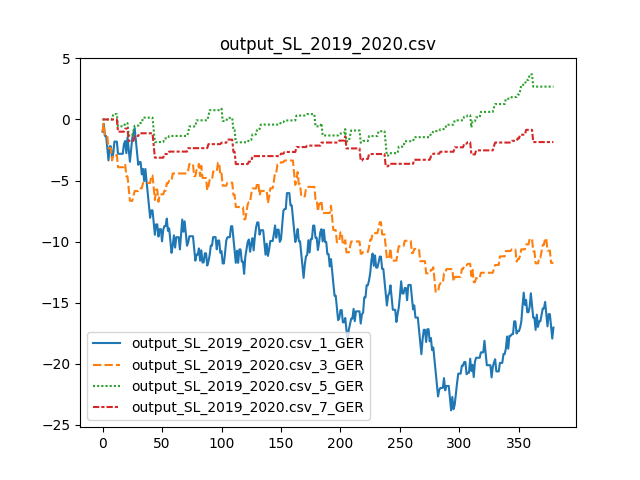 output_SL_2019_2020.csv
5
0
−5
−10
−15
−20
−25
output_SL_2019_2020.csv_1_GER
output_SL_2019_2020.csv_3_GER
output_SL_2019_2020.csv_5_GER
output_SL_2019_2020.csv_7_GER
0 50 100 150 200 250 300 350